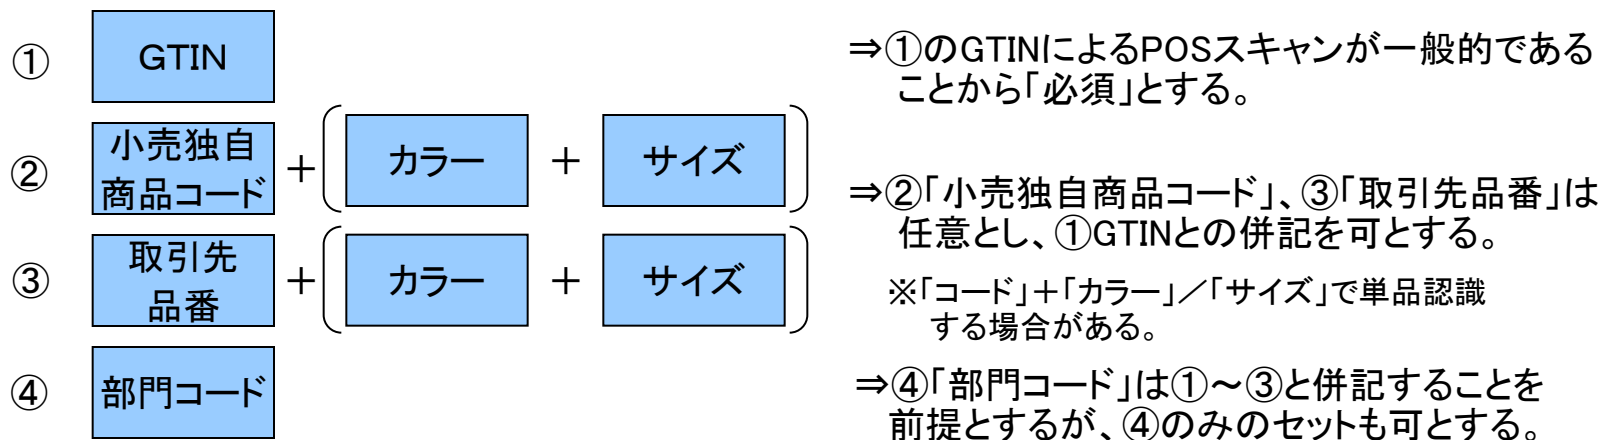 ① GTIN
⇒①のGTINによるPOSスキャンが一般的である
ことから「必須」とする。
② 小売独自
商品コード
＋ カラー ＋ サイズ
⇒②「小売独自商品コード」、③「取引先品番」は
任意とし、①GTINとの併記を可とする。
③ 取引先
品番
＋ カラー ＋ サイズ
※「コード」＋「カラー」／「サイズ」で単品認識
する場合がある。
④ 部門コード
⇒④「部門コード」は①～③と併記することを
前提とするが、④のみのセットも可とする。